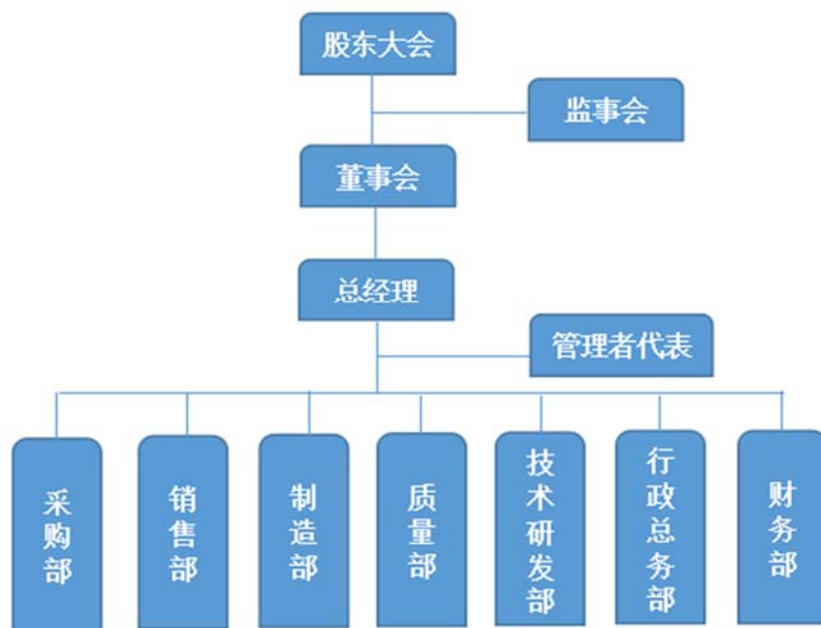 股东大会
监事会
董事会
总经理
管理者代表
采购部
销售部
制造部
质量部
技术研发部
行政总务部
财务部